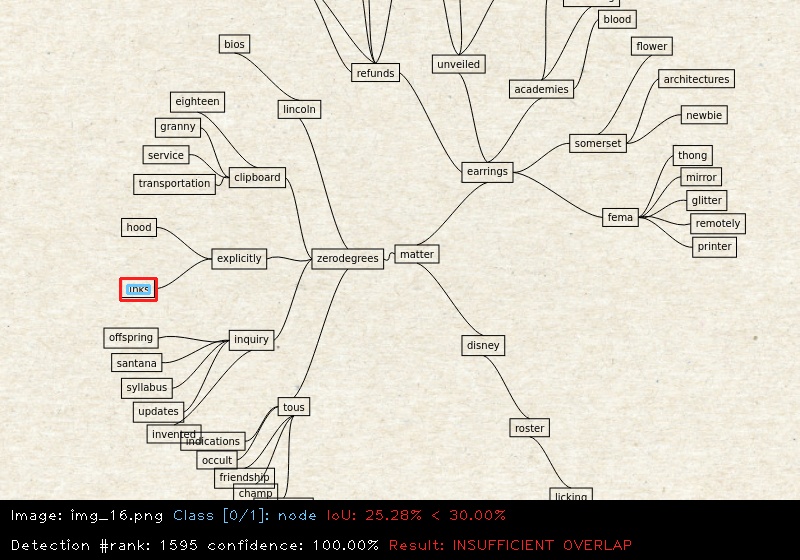 blood
bios
flower
unveiled
refunds
architectures
academies
eighteen
lincoln
newbie
granny
somerset
service
thong
clipboard
earrings
mirror
transportation
glitter
fema
remotely
hood
printer
explicitly
zerodegrees
matter
inks
offspring
inquiry
disney
santana
syllabus
updates
tous
roster
invented
indications
occult
friendship
champ
licking
Image: img_16.png Class [0/1]: node IoU: 25.28% < 30.00%
Detection #rank: 1595 confidence: 100.00% Result: INSUFFICIENT OVERLAP